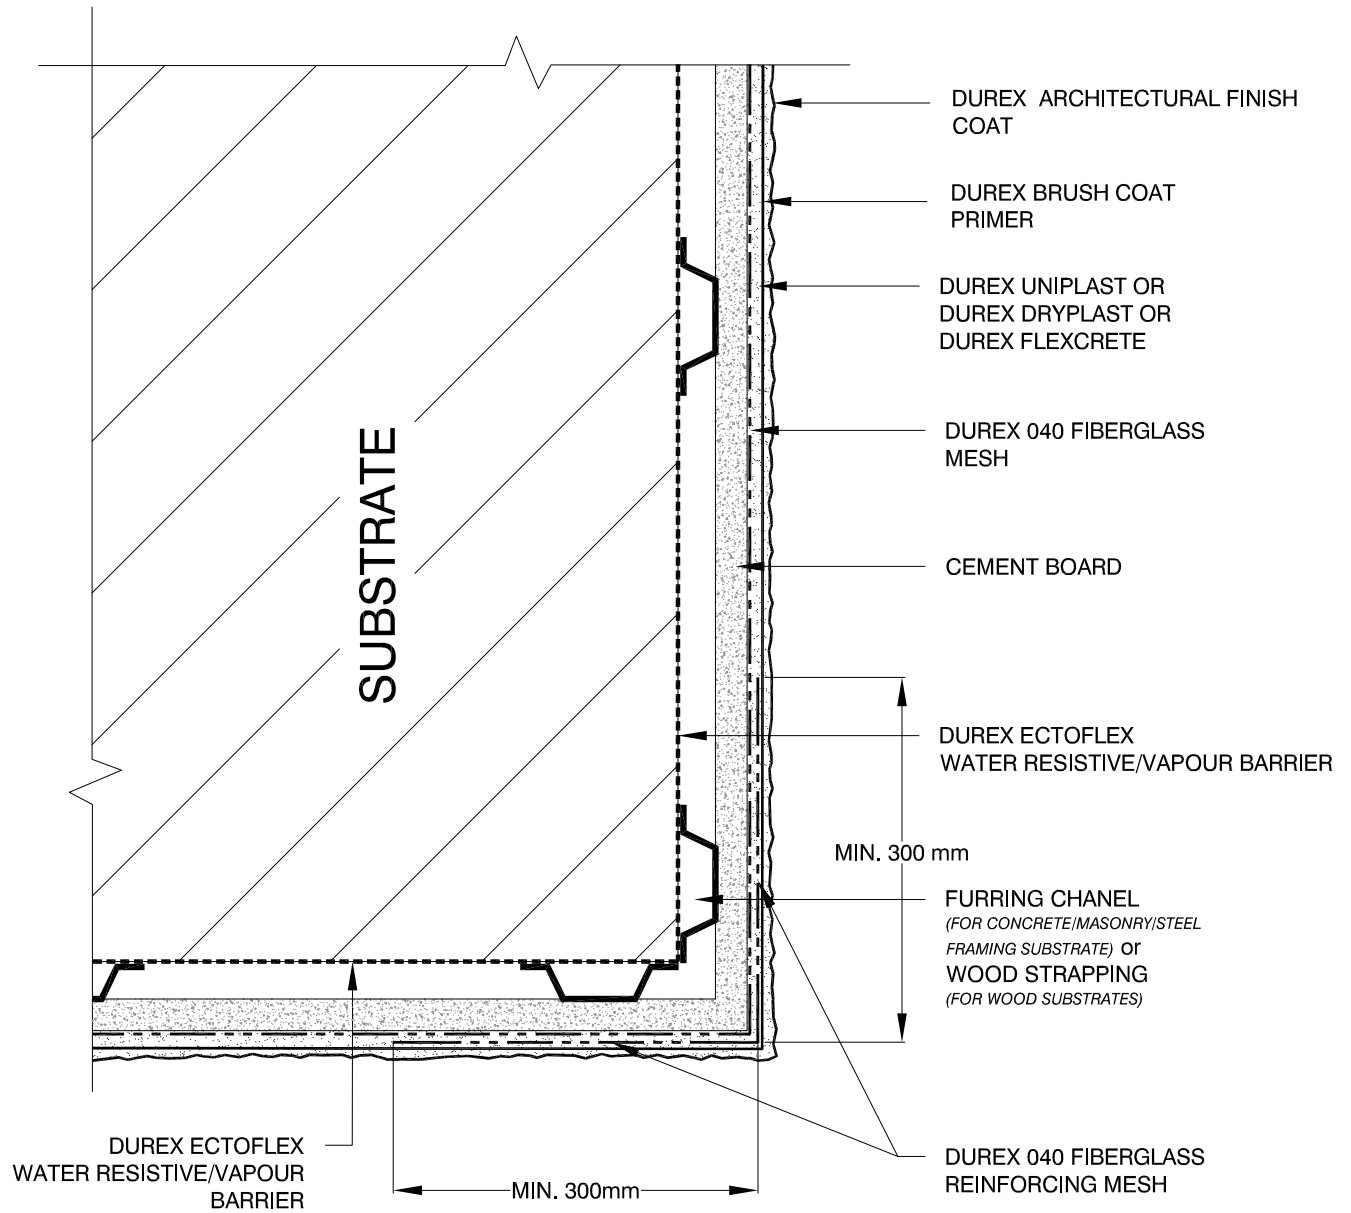 DUREX ARCHITECTURAL FINISH
COAT
DUREX BRUSH COAT
PRIMER
DUREX UNIPLAST OR
DUREX DRYPLAST OR
DUREX FLEXCRETE
DUREX 040 FIBERGLASS
MESH
SUBSTRATE
CEMENT BOARD
DUREX ECTOFLEX
WATER RESISTIVE/VAPOUR BARRIER
MIN. 300 mm
FURRING CHANEL
(FOR CONCRETE/MASONRY/STEEL
FRAMING SUBSTRATE) or
WOOD STRAPPING
(FOR WOOD SUBSTRATES)
DUREX ECTOFLEX
WATER RESISTIVE/VAPOUR
BARRIER
MIN. 300mm
DUREX 040 FIBERGLASS
REINFORCING MESH